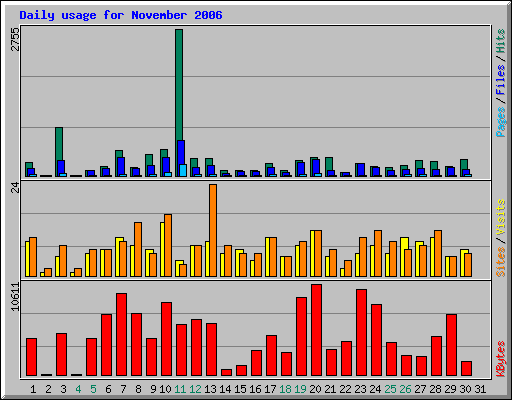 Daily usage for November 2006
2755
Pages / Files / Hits
24
Sites / Visits
10611
KBytes
1 2 3 4 5 6 7 8 9 10 11 12 13 14 15 16 17 18 19 20 21 22 23 24 25 26 27 28 29 30 31